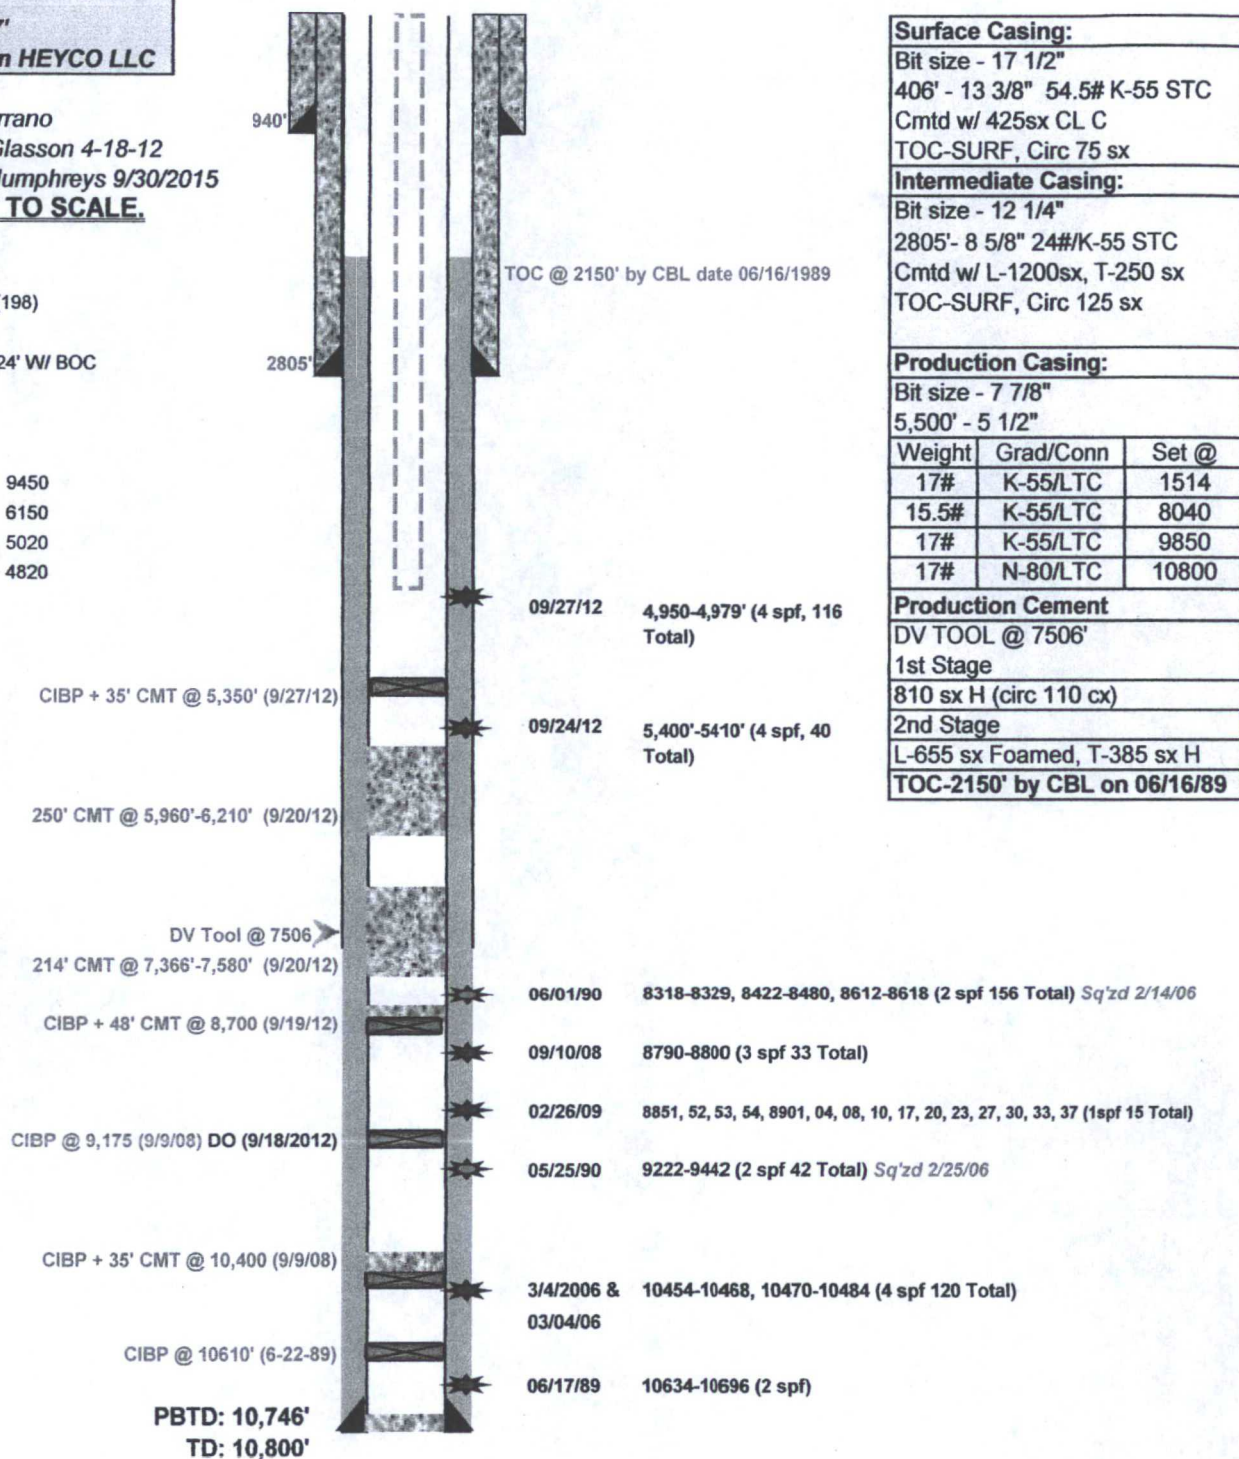 7'
n HEYCO LLC
rrano
Glasson 4-18-12
lumphreys 9/30/2015
TO SCALE.
198)
24' W/ BOC
9450
6150
5020
4820
940'
2805'
TOC @ 2150' by CBL date 06/16/1989
09/27/12 4,950-4,979' (4 spf, 116
Total)
CIBP + 35' CMT @ 5,350' (9/27/12)
09/24/12 5,400'-5410' (4 spf, 40
Total)
250' CMT @ 5,960'-6,210' (9/20/12)
DV Tool @ 7506
214' CMT @ 7,366'-7,580' (9/20/12)
06/01/90 8318-8329, 8422-8480, 8612-8618 (2 spf 156 Total) Sq'zd 2/14/06
CIBP + 48' CMT @ 8,700 (9/19/12)
09/10/08 8790-8800 (3 spf 33 Total)
02/26/09 8851, 52, 53, 54, 8901, 04, 08, 10, 17, 20, 23, 27, 30, 33, 37 (1spf 15 Total)
CIBP @ 9,175 (9/9/08) DO (9/18/2012)
05/25/90 9222-9442 (2 spf 42 Total) Sq'zd 2/25/06
CIBP + 35' CMT @ 10,400 (9/9/08)
3/4/2006 & 10454-10468, 10470-10484 (4 spf 120 Total)
03/04/06
CIBP @ 10610' (6-22-89)
06/17/89 10634-10696 (2 spf)
PBTD: 10,746'
TD: 10,800'
Surface Casing:
Bit size - 17 1/2"
406' - 13 3/8" 54.5# K-55 STC
Cmtd w/ 425sx CL C
TOC-SURF, Circ 75 sx
Intermediate Casing:
Bit size - 12 1/4"
2805'- 8 5/8" 24#/K-55 STC
Cmtd w/ L-1200sx, T-250 sx
TOC-SURF, Circ 125 sx
Production Casing:
Bit size - 7 7/8"
5,500' - 5 1/2"
Weight Grad/Conn Set @
17# K-55/LTC 1514
15.5# K-55/LTC 8040
17# K-55/LTC 9850
17# N-80/LTC 10800
Production Cement
DV TOOL @ 7506'
1st Stage
810 sx H (circ 110 cx)
2nd Stage
L-655 sx Foamed, T-385 sx H
TOC-2150' by CBL on 06/16/89